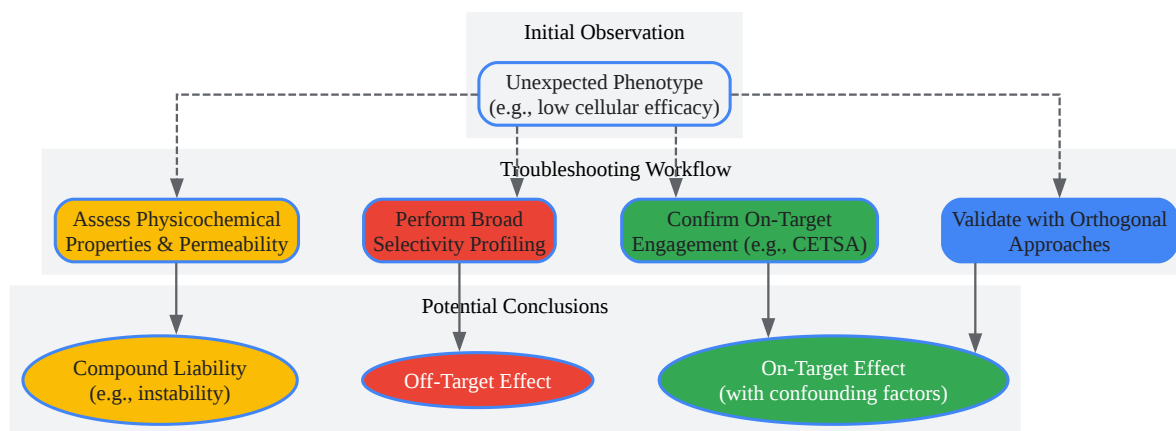 Initial Observation
Unexpected Phenotype
(e.g., low cellular efficacy)
Troubleshooting Workflow
Assess Physicochemical
Properties & Permeability
Perform Broad
Selectivity Profiling
Confirm On-Target
Engagement (e.g., CETSA)
Validate with Orthogonal
Approaches
Potential Conclusions
Compound Liability
(e.g., instability)
Off-Target Effect
On-Target Effect
(with confounding factors)